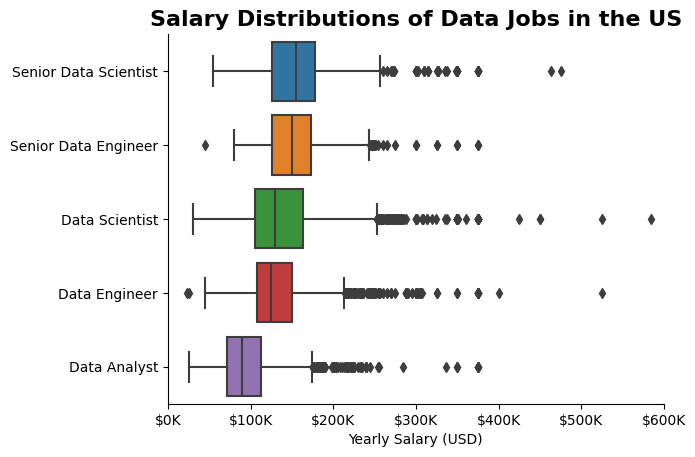 Salary Distributions of Data Jobs in the US
Senior Data Scientist
Senior Data Engineer
Data Scientist
Data Engineer
Data Analyst
$0K $100K $200K $300K $400K $500K $600K
Yearly Salary (USD)